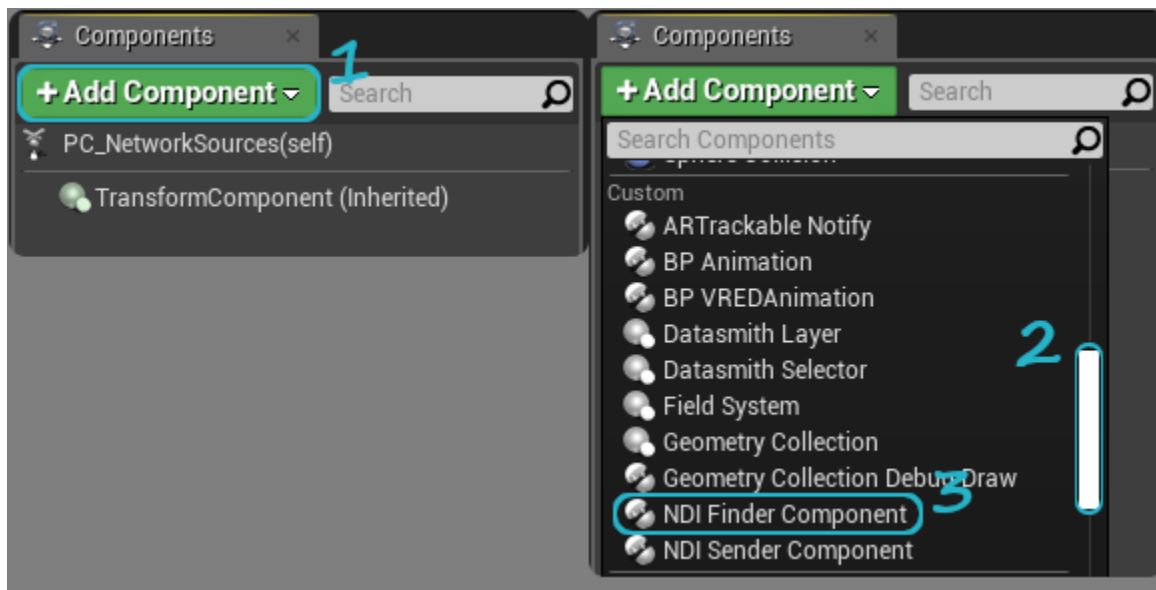 Components ×
1
+ Add Component
Search
PC_NetworkSources(self)
TransformComponent (Inherited)
Components ×
+ Add Component
Search
Search Components
Sphere Collision
Custom
ARTrackable Notify
BP Animation
BP VREDAnimation
2
Datasmith Layer
Datasmith Selector
Field System
Geometry Collection
Geometry Collection Debug Draw
3
NDI Finder Component
NDI Sender Component